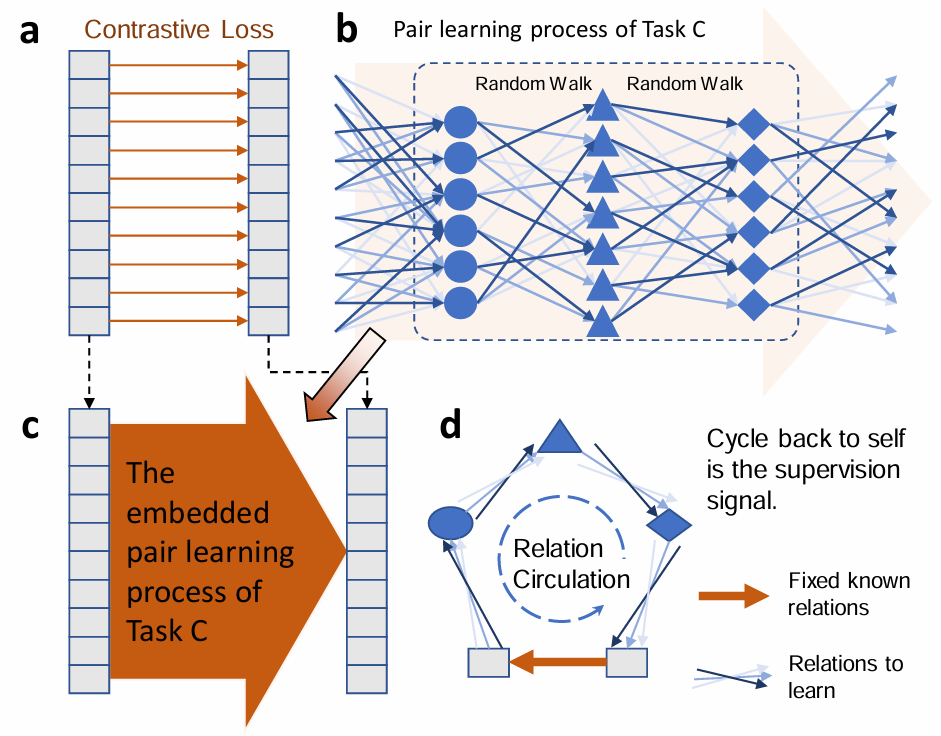 a
Contrastive Loss
b
Pair learning process of Task C
Random Walk
Random Walk
c
The
embedded
pair learning
process of
Task C
d
Relation
Circulation
Cycle back to self
is the supervision
signal.
Fixed known
relations
Relations to
learn